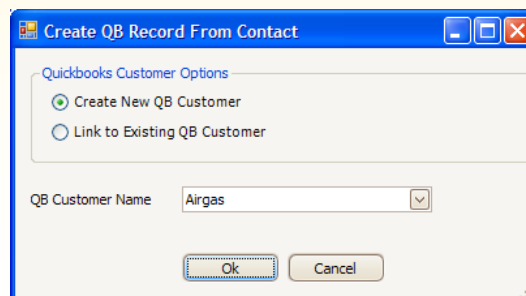 Create QB Record From Contact
Quickbooks Customer Options
Create New QB Customer
Link to Existing QB Customer
QB Customer Name Airgas
Ok Cancel